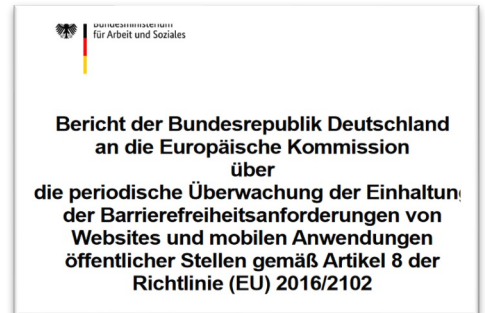 Bundesministerium
für Arbeit und Soziales
Bericht der Bundesrepublik Deutschland
an die Europäische Kommission
über
die periodische Überwachung der Einhaltung
der Barrierefreiheitsanforderungen von
Websites und mobilen Anwendungen
öffentlicher Stellen gemäß Artikel 8 der
Richtlinie (EU) 2016/2102